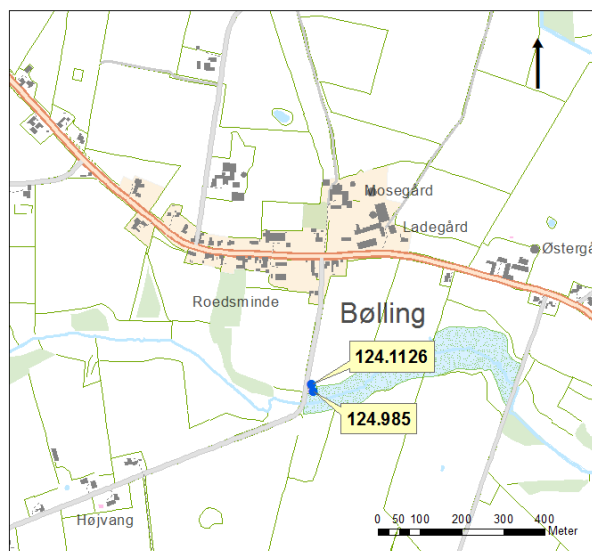 Mosegård
Ladegård
Østergå
Roedsminde
Bølling
124.1126
124.985
Højvang
0 50 100 200 300 400
Meter